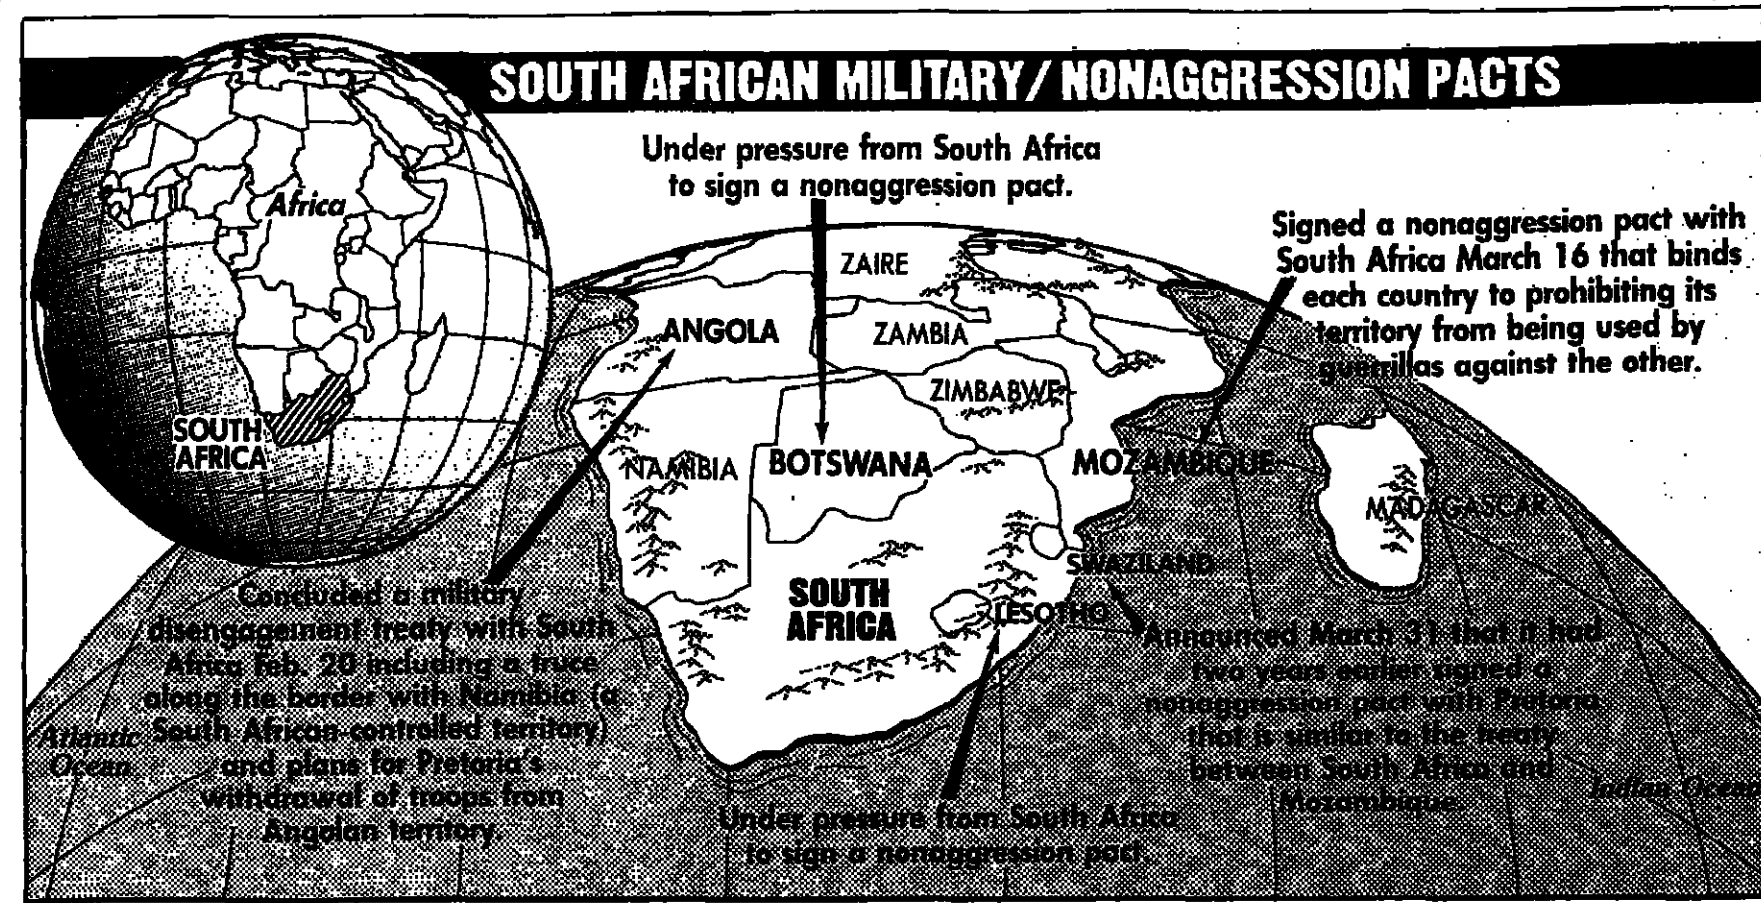 SOUTH AFRICAN MILITARY/NONAGGRESSION PACTS
Under pressure from South Africa
to sign a nonaggression pact.
Signed a nonaggression pact with
South Africa March 16 that binds
each country to prohibiting its
territory from being used by
guerrillas against the other.
Africa
SOUTH
AFRICA
ZAIRE
ANGOLA
ZAMBIA
ZIMBABWE
NAMIBIA
BOTSWANA
MOZAMBIQUE
MADAGASCAR
SWAZILAND
SOUTH
AFRICA
LESOTHO
Concluded a military
disengagement treaty with South
Africa Feb. 20 including a truce
along the border with Namibia (a
South African-controlled territory)
and plans for Pretoria's
withdrawal of troops from
Angolan territory.
Atlantic
Ocean
Announced March 31 that it had
two years earlier signed a
nonaggression pact with Pretoria
that is similar to the treaty
between South Africa and
Mozambique.
Indian Ocean
Under pressure from South Africa
to sign a nonaggression pact.